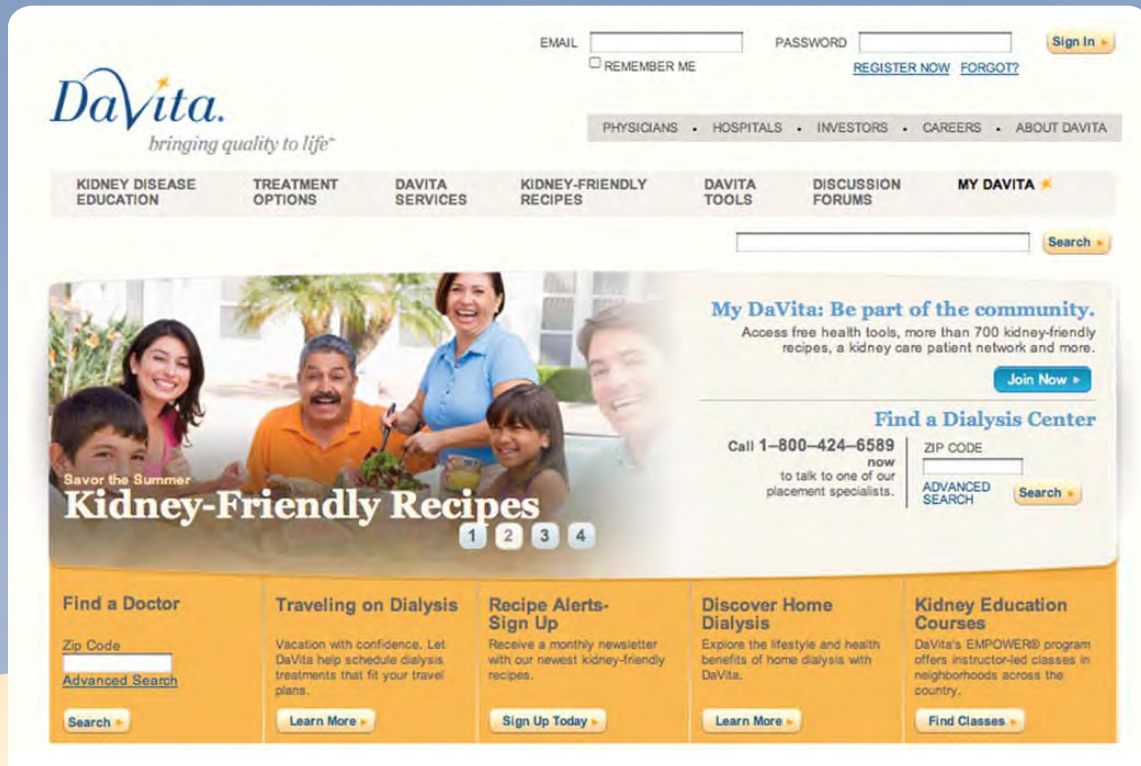 EMAIL PASSWORD Sign In
REMEMBER ME REGISTER NOW FORGOT?
DaVita.
bringing quality to life™
PHYSICIANS • HOSPITALS • INVESTORS • CAREERS • ABOUT DAVITA
KIDNEY DISEASE
EDUCATION
TREATMENT
OPTIONS
DAVITA
SERVICES
KIDNEY-FRIENDLY
RECIPES
DAVITA
TOOLS
DISCUSSION
FORUMS
MY DAVITA
Search
Savor the Summer
Kidney-Friendly Recipes
1 2 3 4
My DaVita: Be part of the community.
Access free health tools, more than 700 kidney-friendly
recipes, a kidney care patient network and more.
Join Now
Find a Dialysis Center
Call 1–800–424–6589
now
to talk to one of our
placement specialists.
ZIP CODE
ADVANCED
SEARCH
Search
Find a Doctor
Zip Code
Advanced Search
Search
Traveling on Dialysis
Vacation with confidence. Let
DaVita help schedule dialysis
treatments that fit your travel
plans.
Learn More
Recipe Alerts-
Sign Up
Receive a monthly newsletter
with our newest kidney-friendly
recipes.
Sign Up Today
Discover Home
Dialysis
Explore the lifestyle and health
benefits of home dialysis with
DaVita.
Learn More
Kidney Education
Courses
DaVita's EMPOWER® program
offers instructor-led classes in
neighborhoods across the
country.
Find Classes